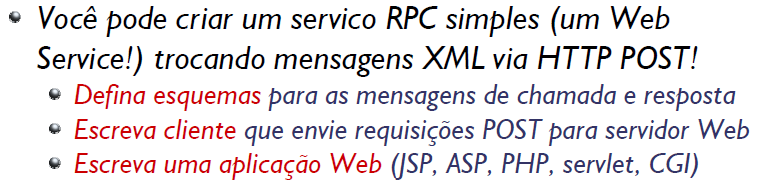 Você pode criar um servico RPC simples (um Web
Service!) trocando mensagens XML via HTTP POST!
Defina esquemas para as mensagens de chamada e resposta
Escreva cliente que envie requisições POST para servidor Web
Escreva uma aplicação Web (JSP, ASP, PHP, servlet, CGI)